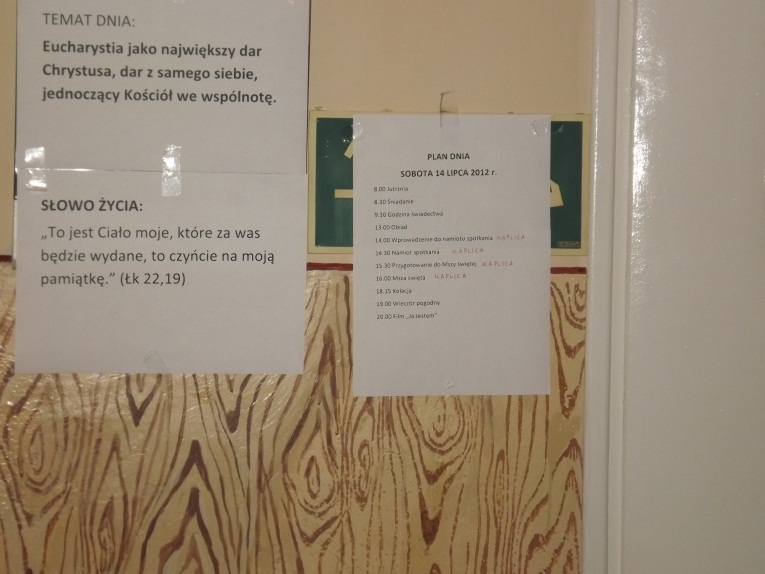 TEMAT DNIA:
Eucharystia jako największy dar
Chrystusa, dar z samego siebie,
jednoczący Kościół we wspólnotę.
SŁOWO ŻYCIA:
„To jest Ciało moje, które za was
będzie wydane, to czyńcie na moją
pamiątkę.” (Łk 22,19)
PLAN DNIA
SOBOTA 14 LIPCA 2012 r.
8.00 Jutrznia
8.30 Śniadanie
9:30 Godzina świadectwa
13:00 Obiad
14:00 Wprowadzenie do namiotu spotkania KAPLICA
14:30 Namiot spotkania KAPLICA
15:30 Przygotowanie do Mszy świętej KAPLICA
16:00 Msza święta KAPLICA
18:15 Kolacja
19.00 Wieczór pogodny
20:00 Film „Ja Jestem”